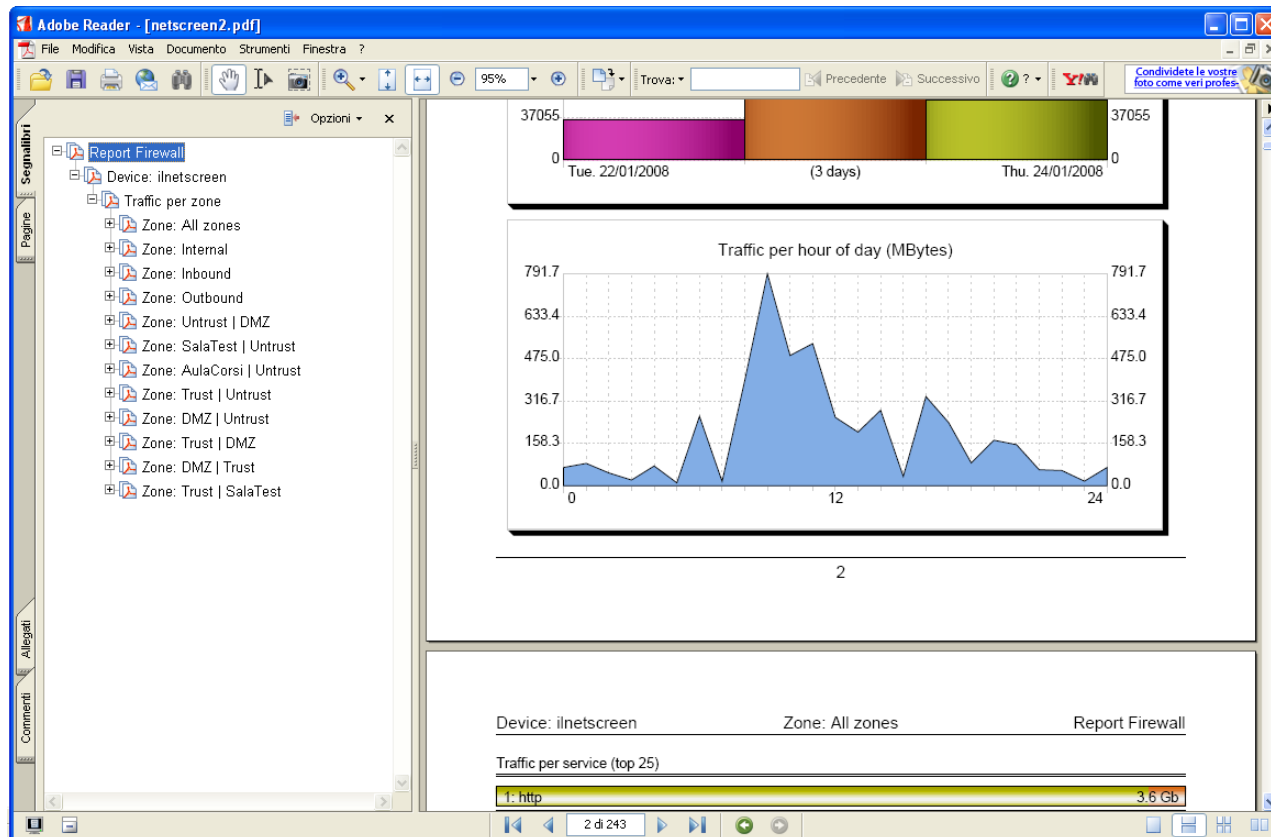 Adobe Reader - [netscreen2.pdf]
File Modifica Vista Documento Strumenti Finestra ?
95% Trova: Precedente Successivo ? Y! Condividete le vostre
foto come veri profes-
Segnalibri
Pagine
Allegati
Commenti
Opzioni x
Report Firewall
Device: ilnetscreen
Traffic per zone
Zone: All zones
Zone: Internal
Zone: Inbound
Zone: Outbound
Zone: Untrust | DMZ
Zone: SalaTest | Untrust
Zone: AulaCorsi | Untrust
Zone: Trust | Untrust
Zone: DMZ | Untrust
Zone: Trust | DMZ
Zone: DMZ | Trust
Zone: Trust | SalaTest
37055 37055
0 0
Tue. 22/01/2008 (3 days) Thu. 24/01/2008
Traffic per hour of day (MBytes)
791.7 791.7
633.4 633.4
475.0 475.0
316.7 316.7
158.3 158.3
0.0 0.0
0 12 24
2
Device: ilnetscreen Zone: All zones Report Firewall
Traffic per service (top 25)
1: http 3.6 Gb
2 di 243